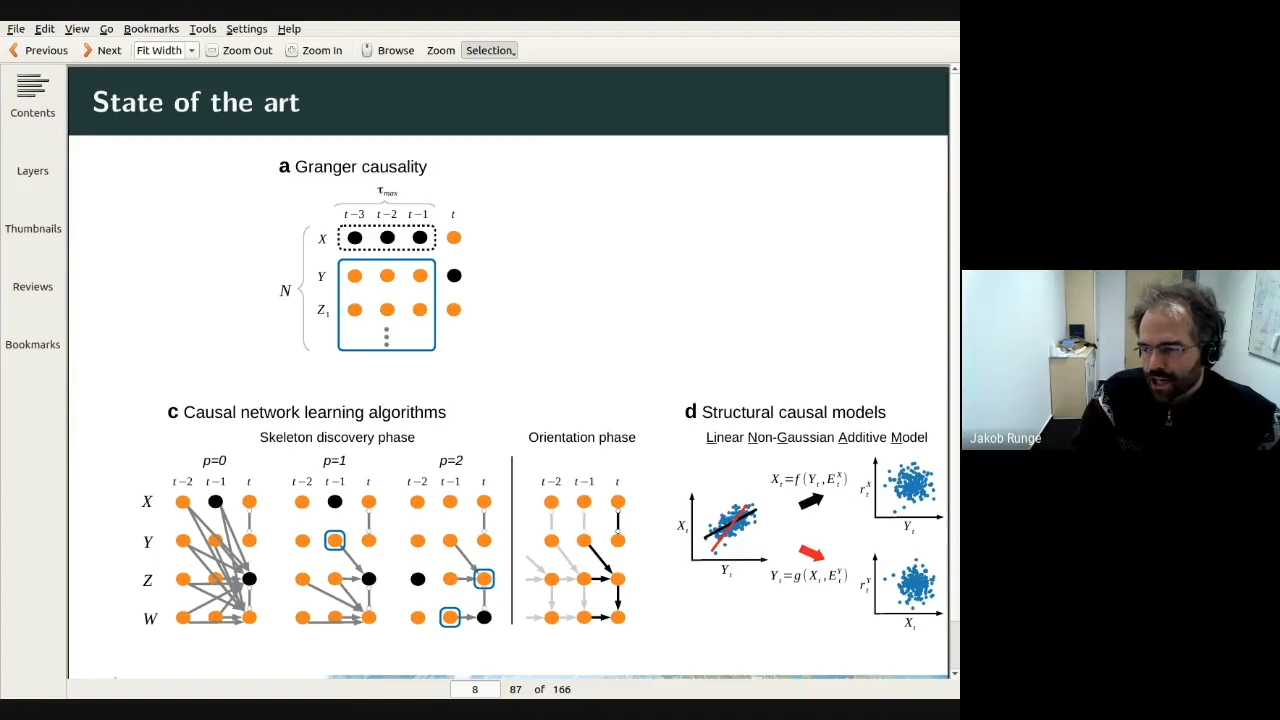 File Edit View Go Bookmarks Tools Settings Help
Previous Next Fit Width Zoom Out Zoom In Browse Zoom Selection
Contents
Layers
Thumbnails
Reviews
Bookmarks
State of the art
a Granger causality
τmax
t−3 t−2 t−1 t
X
Y
N
Z1
c Causal network learning algorithms
Skeleton discovery phase
Orientation phase
p=0 p=1 p=2
t−2 t−1 t t−2 t−1 t t−2 t−1 t t−2 t−1 t
X
Y
Z
W
d Structural causal models
Linear Non-Gaussian Additive Model
Xt=f(Yt,EtX)
rtX
Yt
Xt
Yt
Yt=g(Xt,EtY)
rtY
Xt
Jakob Runge
8 87 of 166